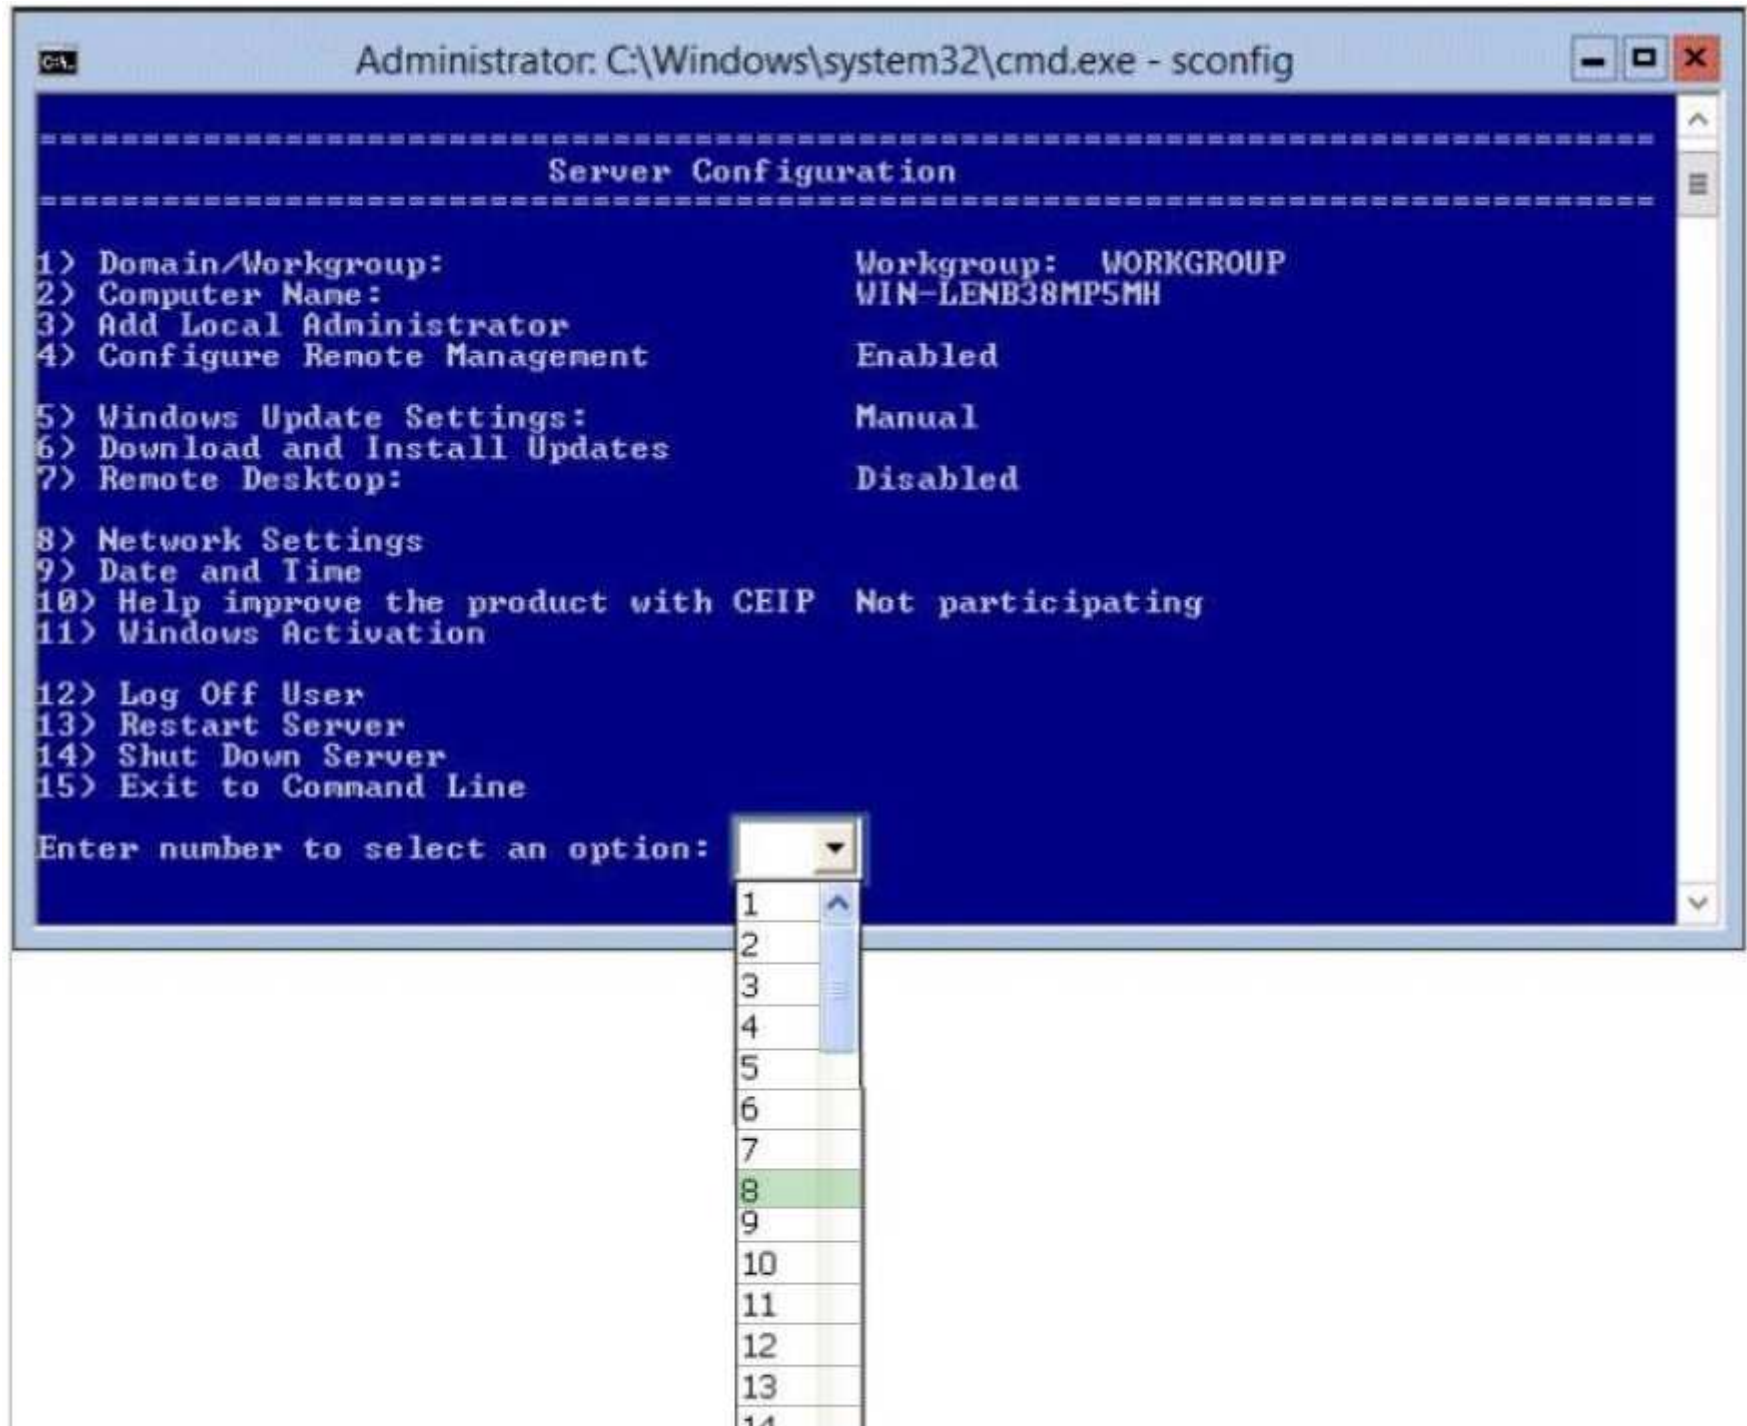 C:\.
Administrator: C:\Windows\system32\cmd.exe - sconfig
===============================================================================
Server Configuration
===============================================================================
1) Domain/Workgroup: Workgroup: WORKGROUP
2) Computer Name: WIN-LENB38MP5MH
3) Add Local Administrator
4) Configure Remote Management Enabled
5) Windows Update Settings: Manual
6) Download and Install Updates
7) Remote Desktop: Disabled
8) Network Settings
9) Date and Time
10) Help improve the product with CEIP Not participating
11) Windows Activation
12) Log Off User
13) Restart Server
14) Shut Down Server
15) Exit to Command Line
Enter number to select an option:
1
2
3
4
5
6
7
8
9
10
11
12
13
14